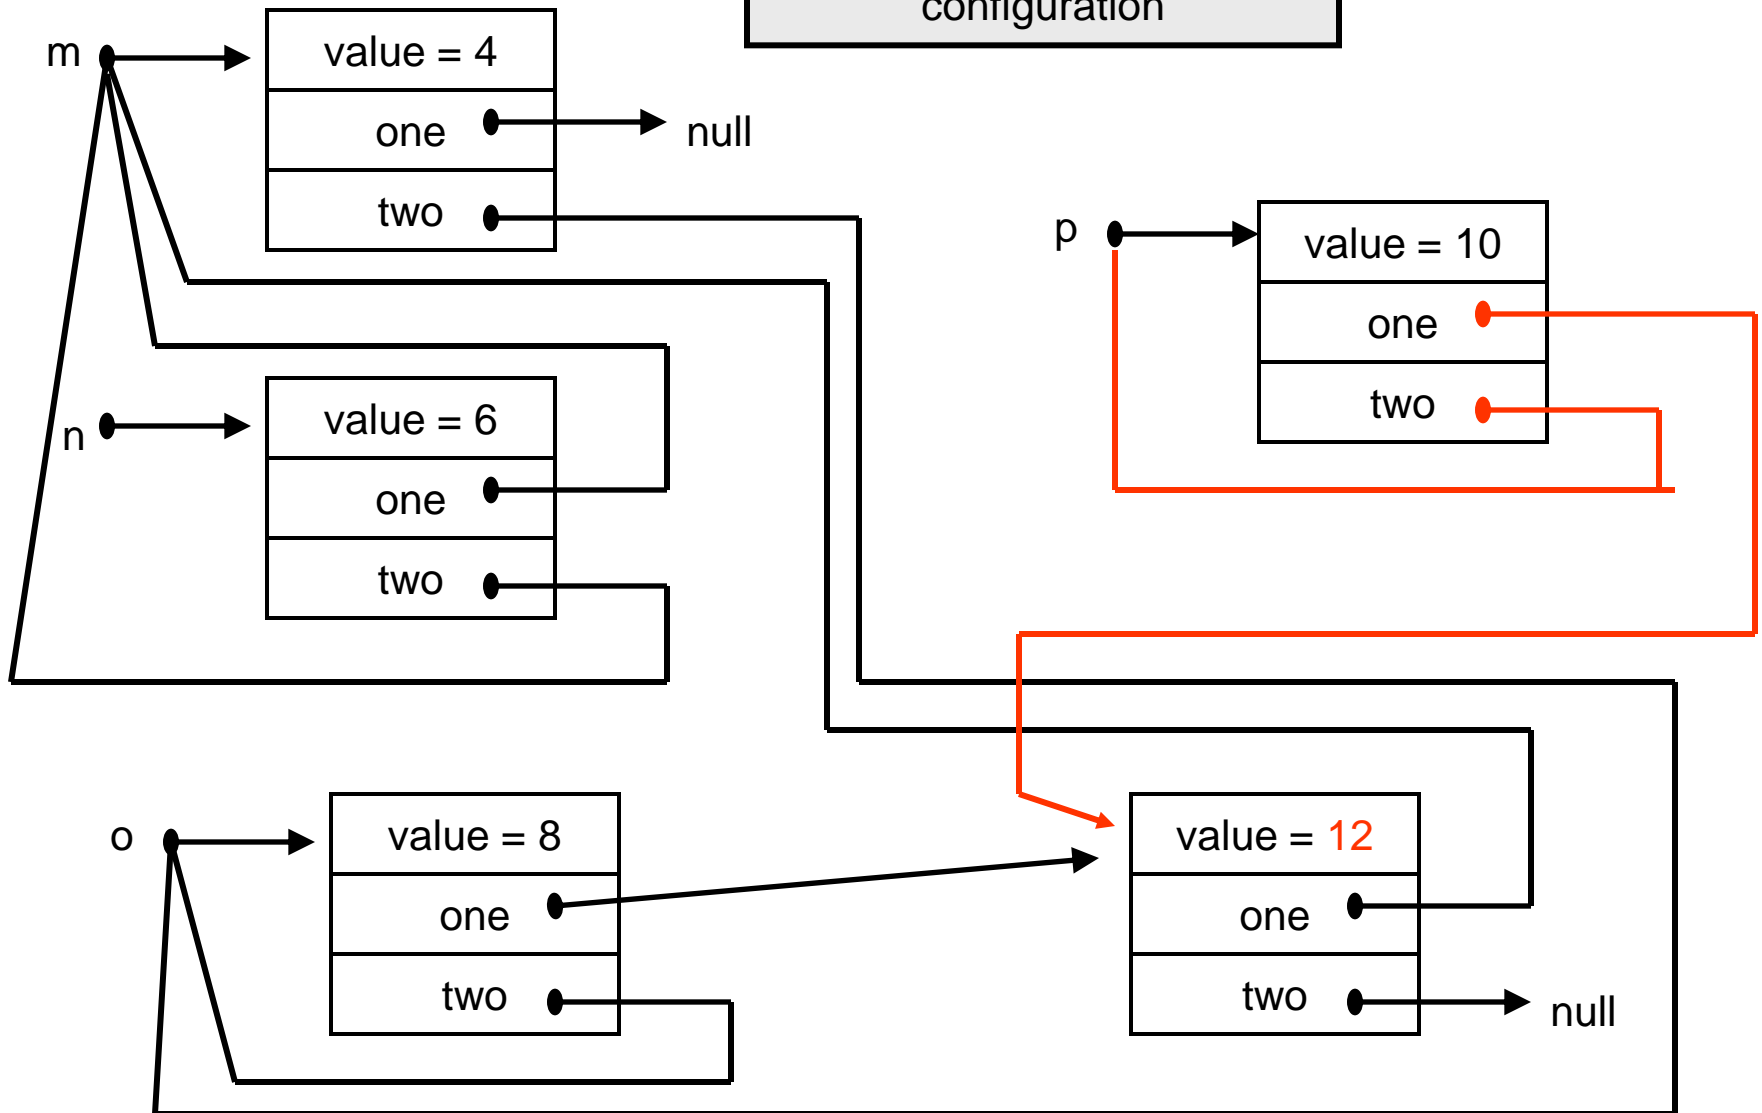 configuration
m
value = 4
one
null
two
p
value = 10
one
two
n
value = 6
one
two
o
value = 8
one
two
value = 12
one
two
null